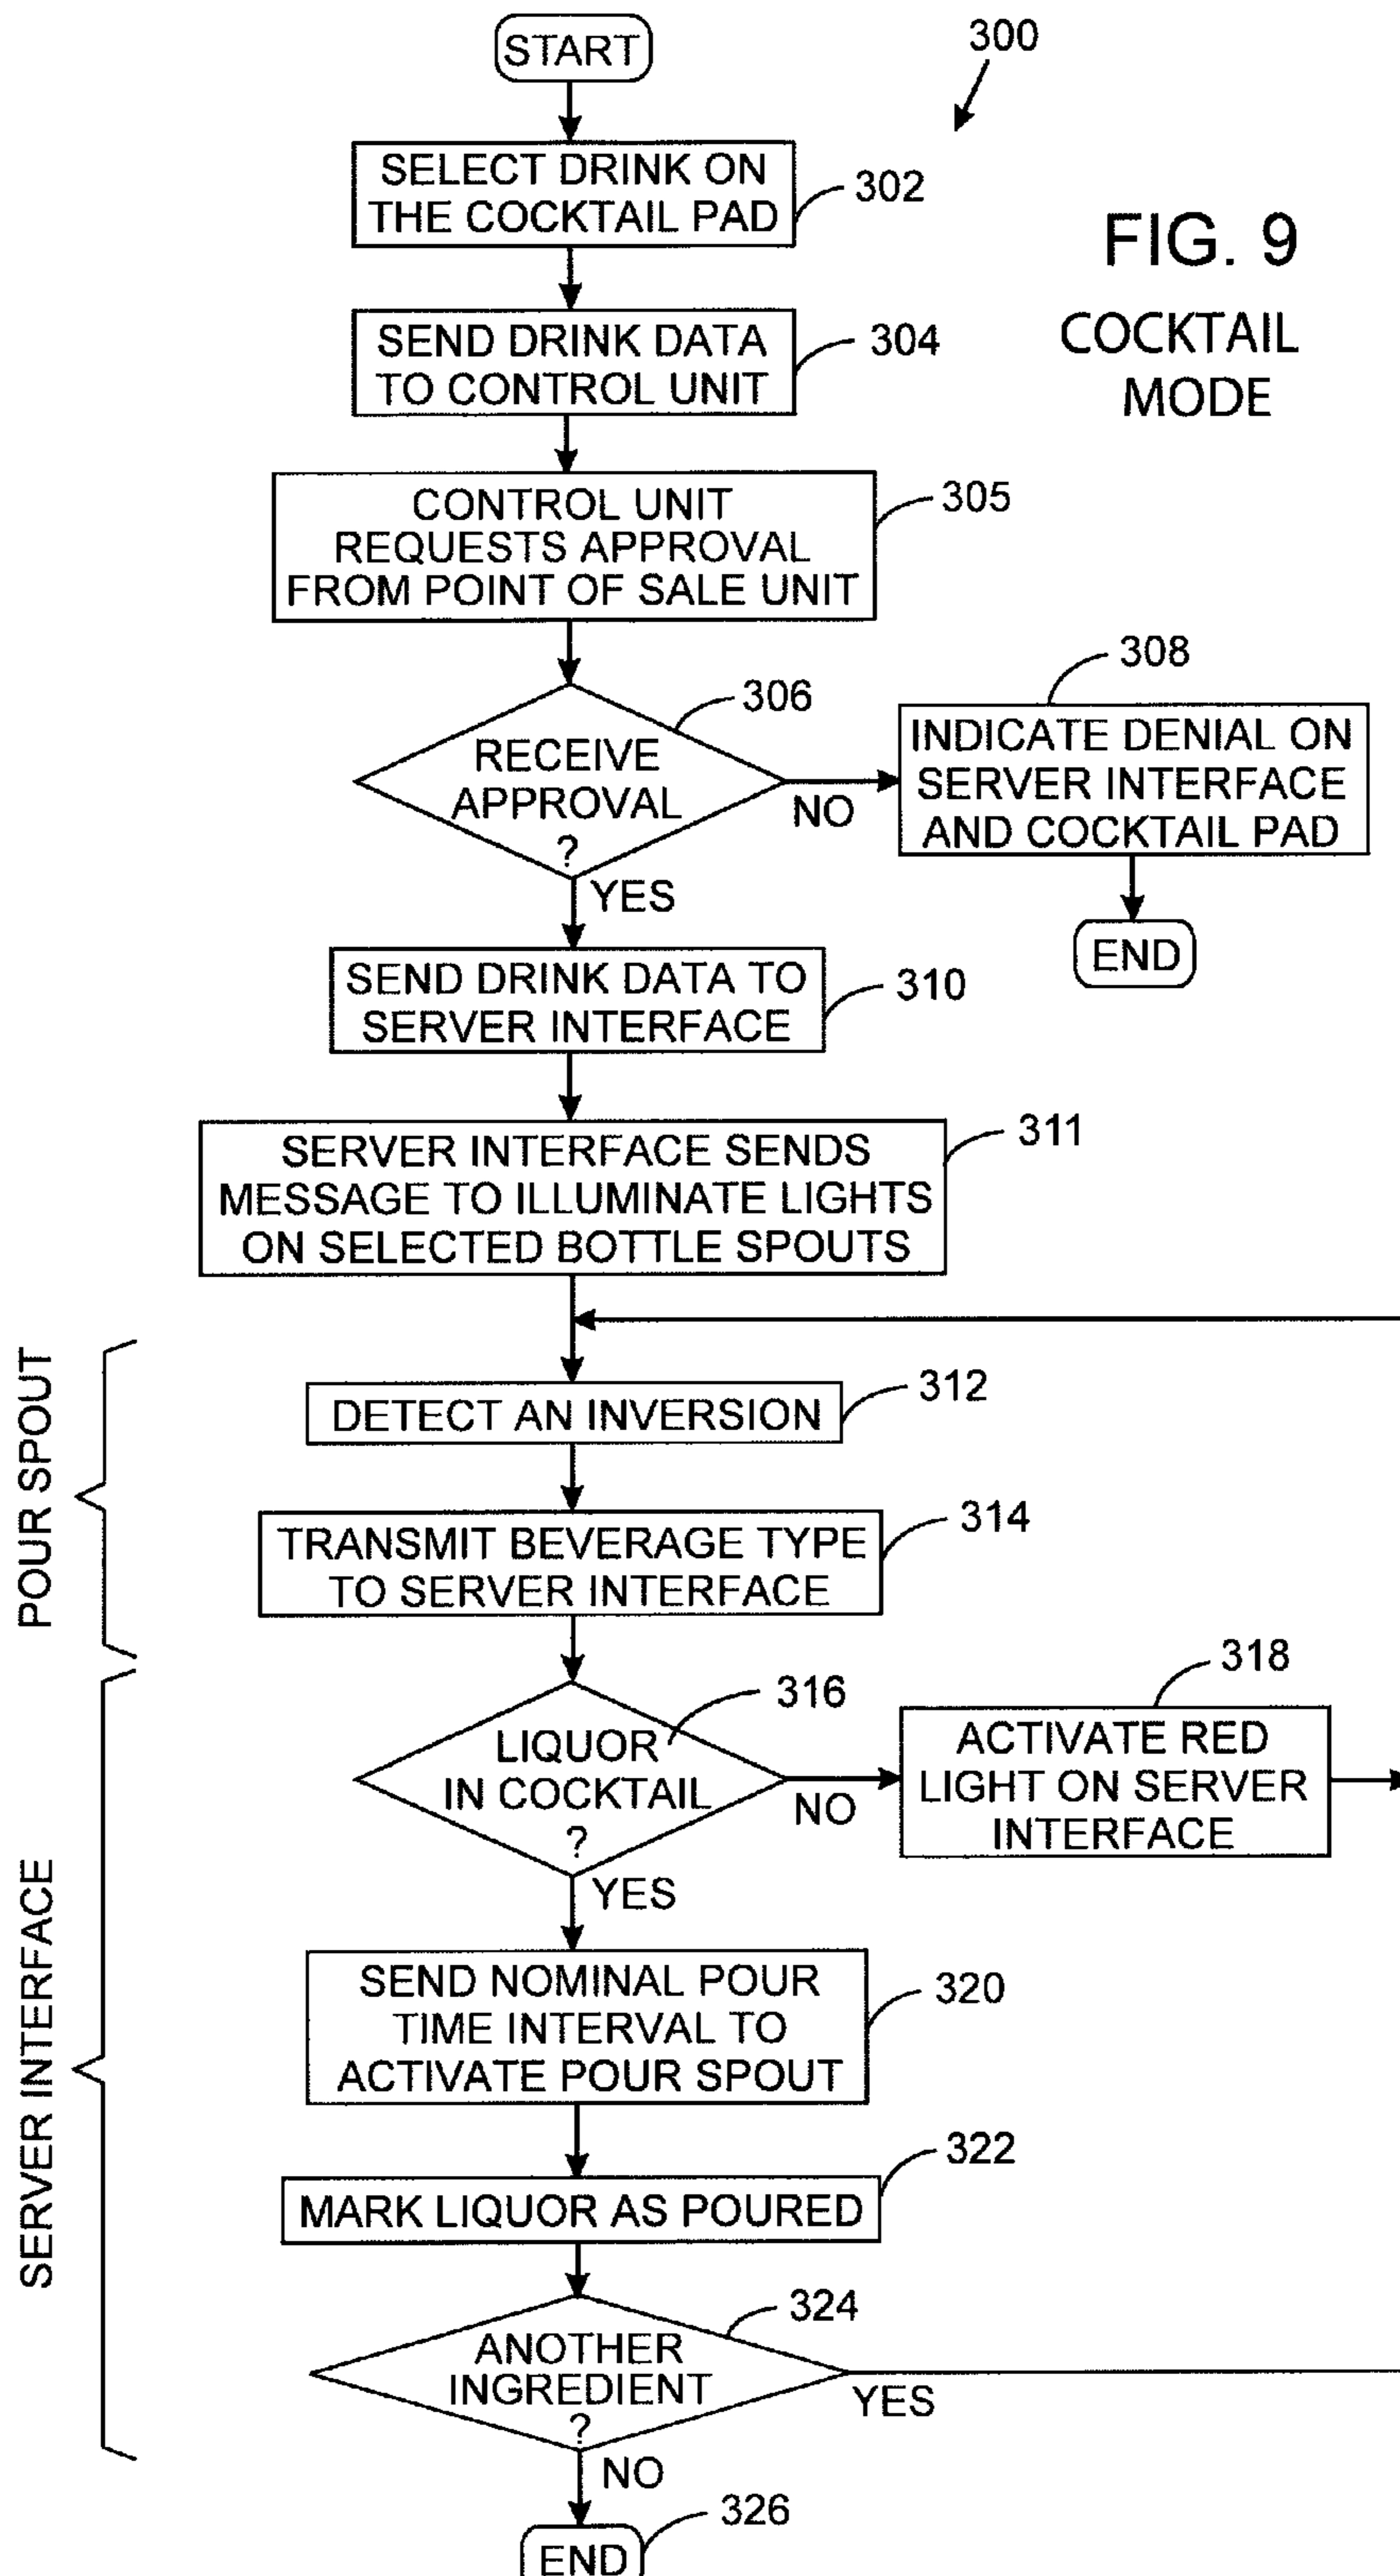 START
300
SELECT DRINK ON
THE COCKTAIL PAD
302
FIG. 9
COCKTAIL
MODE
SEND DRINK DATA
TO CONTROL UNIT
304
CONTROL UNIT
REQUESTS APPROVAL
FROM POINT OF SALE UNIT
305
RECEIVE
APPROVAL
?
306
NO
YES
308
INDICATE DENIAL ON
SERVER INTERFACE
AND COCKTAIL PAD
END
SEND DRINK DATA TO
SERVER INTERFACE
310
SERVER INTERFACE SENDS
MESSAGE TO ILLUMINATE LIGHTS
ON SELECTED BOTTLE SPOUTS
311
POUR SPOUT
DETECT AN INVERSION
312
TRANSMIT BEVERAGE TYPE
TO SERVER INTERFACE
314
SERVER INTERFACE
LIQUOR
IN COCKTAIL
?
316
NO
YES
318
ACTIVATE RED
LIGHT ON SERVER
INTERFACE
SEND NOMINAL POUR
TIME INTERVAL TO
ACTIVATE POUR SPOUT
320
MARK LIQUOR AS POURED
322
ANOTHER
INGREDIENT
?
324
YES
NO
END
326